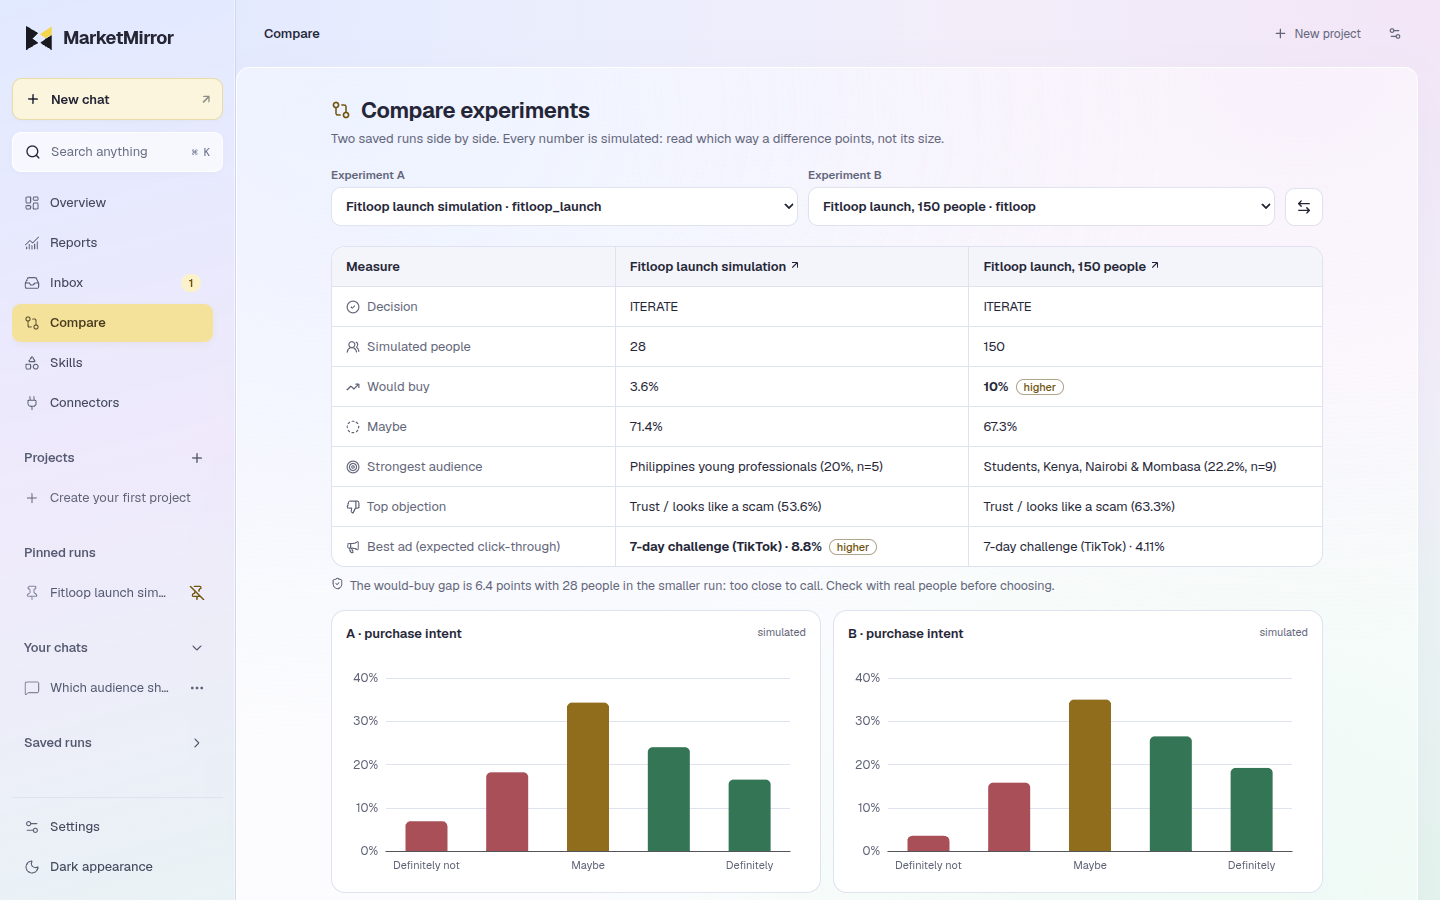 MarketMirror
New chat
Search anything ⌘ K
Overview
Reports
Inbox 1
Compare
Skills
Connectors
Projects
Create your first project
Pinned runs
Fitloop launch sim...
Your chats
Which audience sh...
Saved runs
Settings
Dark appearance
Compare
New project
Compare experiments
Two saved runs side by side. Every number is simulated: read which way a difference points, not its size.
Experiment A
Experiment B
Fitloop launch simulation · fitloop_launch
Fitloop launch, 150 people · fitloop
Measure Fitloop launch simulation Fitloop launch, 150 people
Decision ITERATE ITERATE
Simulated people 28 150
Would buy 3.6% 10% higher
Maybe 71.4% 67.3%
Strongest audience Philippines young professionals (20%, n=5) Students, Kenya, Nairobi & Mombasa (22.2%, n=9)
Top objection Trust / looks like a scam (53.6%) Trust / looks like a scam (63.3%)
Best ad (expected click-through) 7-day challenge (TikTok) · 8.8% higher 7-day challenge (TikTok) · 4.11%
The would-buy gap is 6.4 points with 28 people in the smaller run: too close to call. Check with real people before choosing.
A · purchase intent simulated
40%
30%
20%
10%
0%
Definitely not Maybe Definitely
B · purchase intent simulated
40%
30%
20%
10%
0%
Definitely not Maybe Definitely